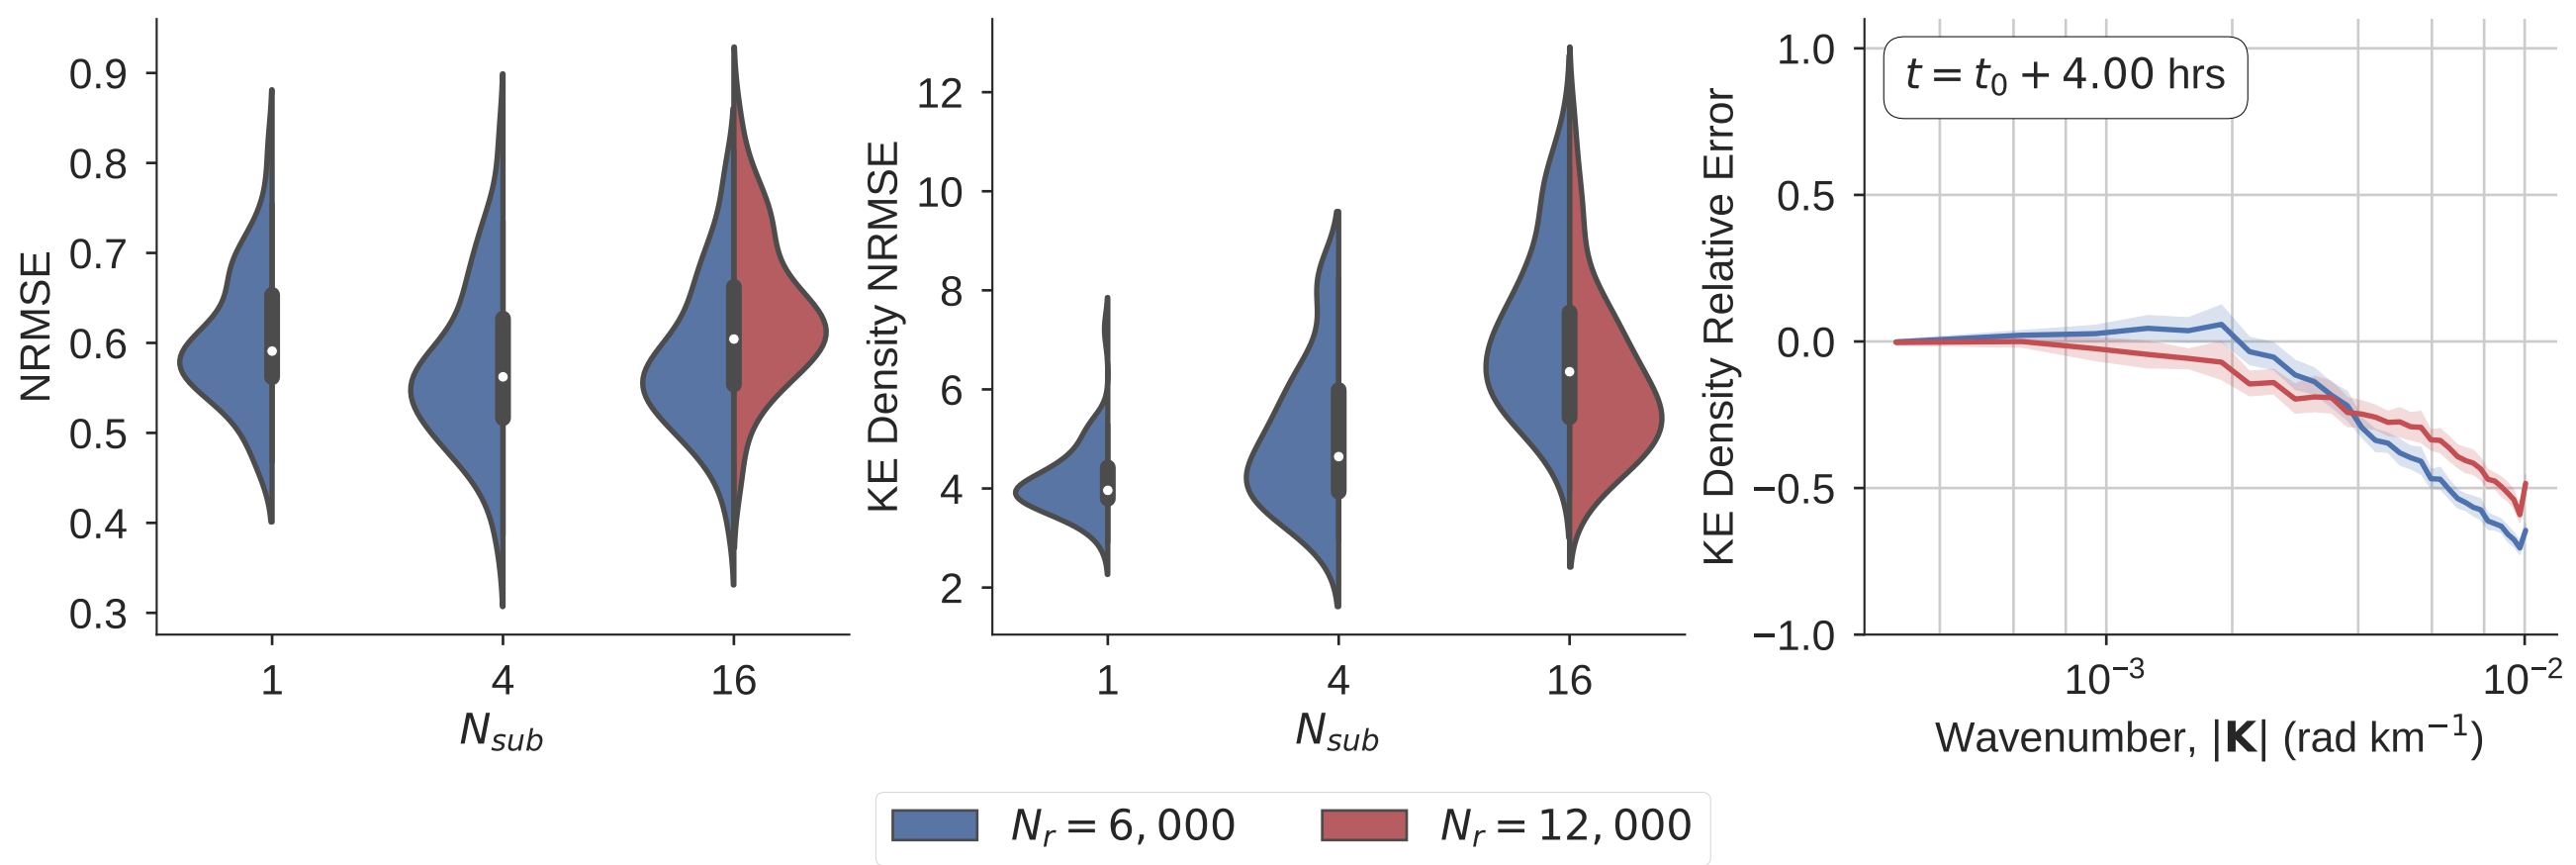 NRMSE
0.9
0.8
0.7
0.6
0.5
0.4
0.3
1
4
16
N_sub
KE Density NRMSE
12
10
8
6
4
2
1
4
16
N_sub
KE Density Relative Error
1.0
0.5
0.0
−0.5
−1.0
t = t₀ + 4.00 hrs
10⁻³
10⁻²
Wavenumber, |K| (rad km⁻¹)
N_r = 6,000
N_r = 12,000